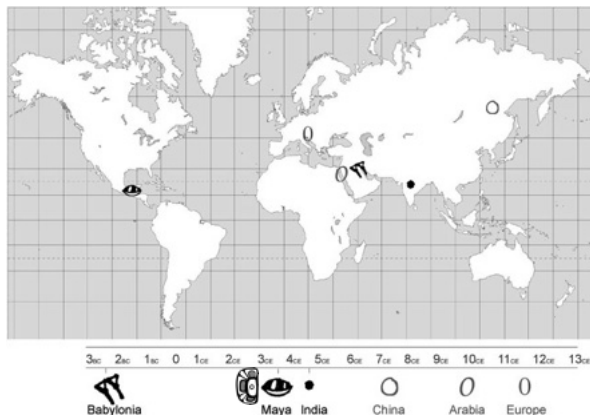 3BC 2BC 1BC 0 1CE 2CE 3CE 4CE 5CE 6CE 7CE 8CE 9CE 10CE 11CE 12CE 13CE
Babylonia Maya India China Arabia Europe